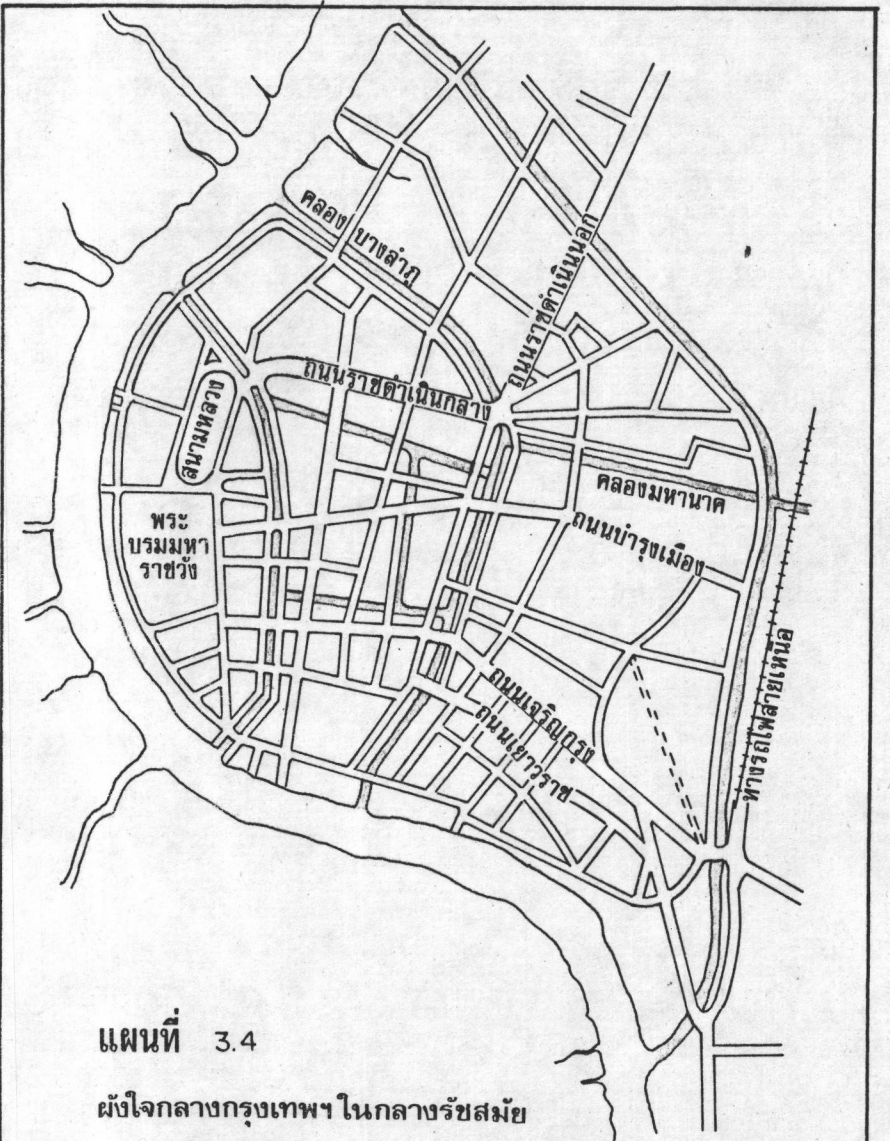 คลองบางลำภู
ถนนราชดำเนินนอก
ถนนราชดำเนินกลาง
สนามหลวง
คลองมหานาค
ถนนบำรุงเมือง
พระ
บรมมหา
ราชวัง
ถนนเจริญกรุง
ถนนเยาวราช
ทางรถไฟสายเหนือ
แผนที่ 3.4
ผังใจกลางกรุงเทพฯ ในกลางรัชสมัย